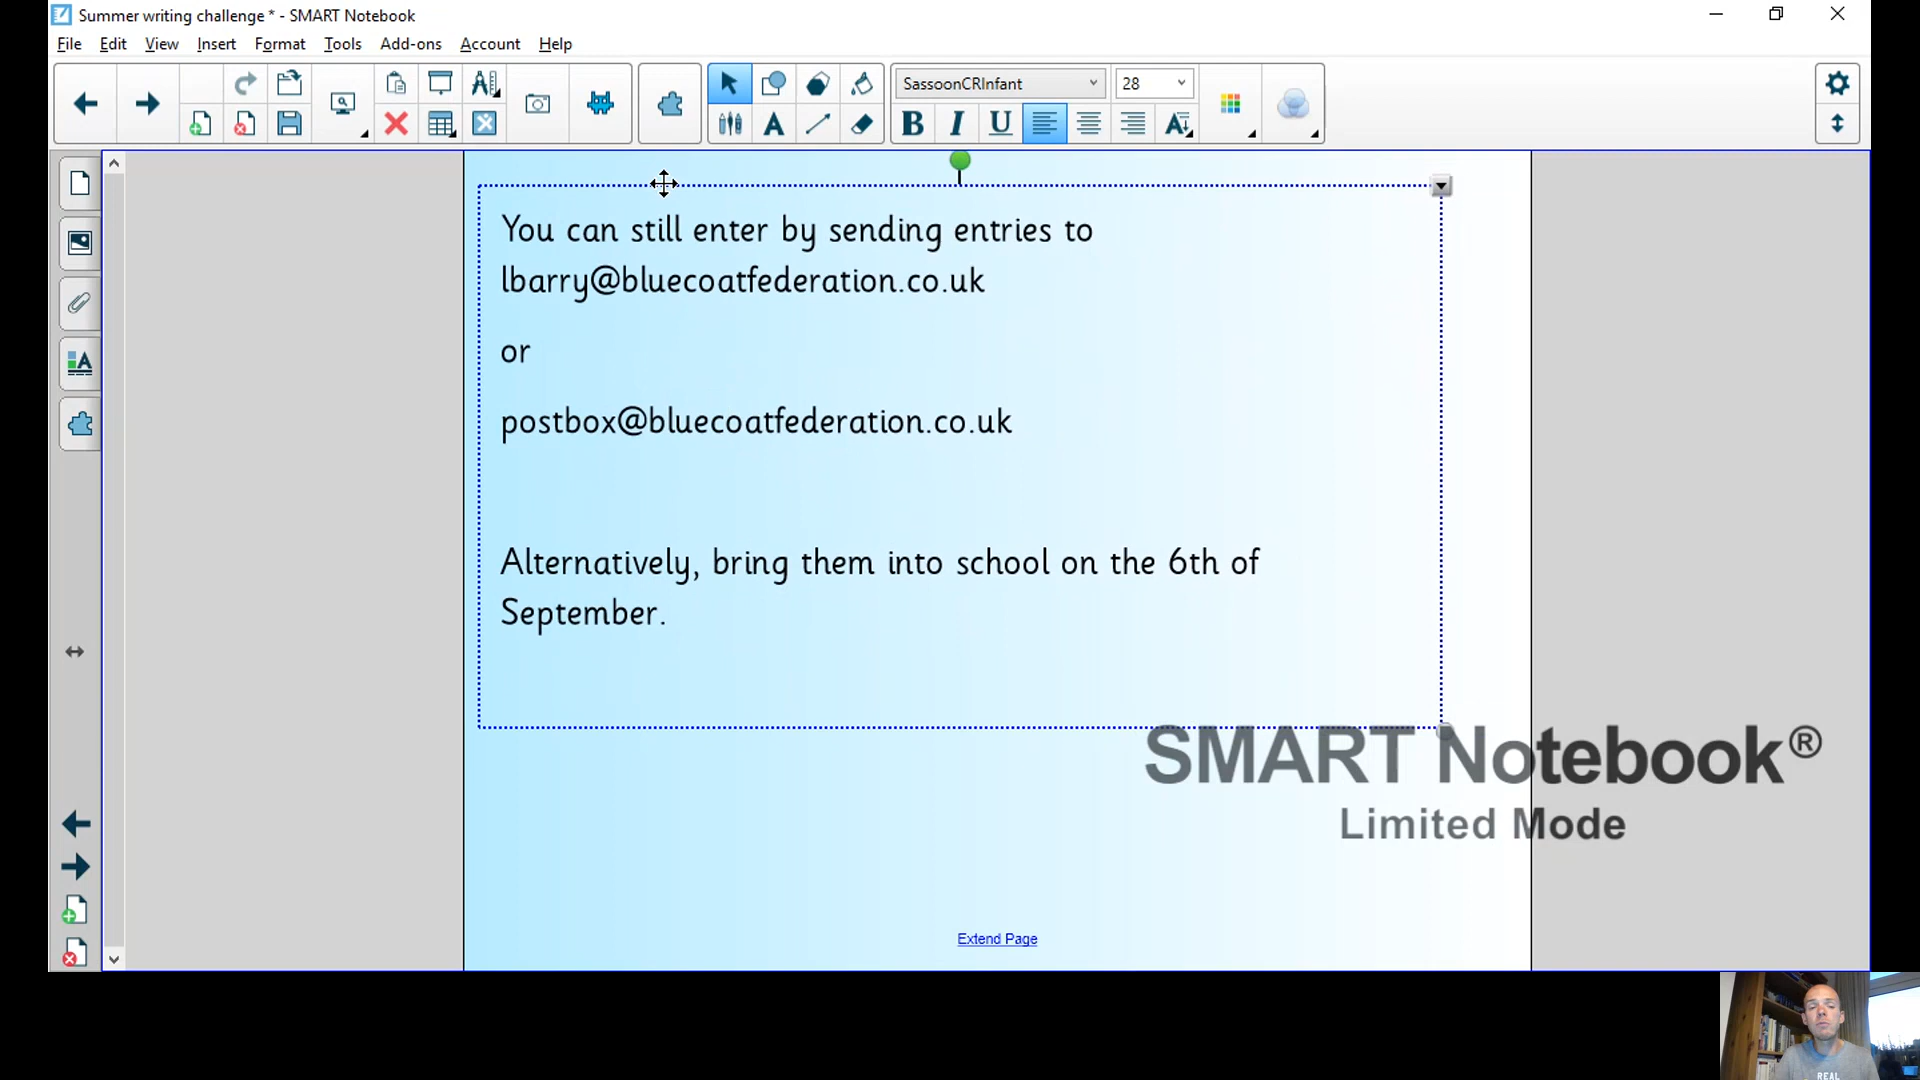 Summer writing challenge * - SMART Notebook
File Edit View Insert Format Tools Add-ons Account Help
SassoonCRInfant 28
B I U A
You can still enter by sending entries to
lbarry@bluecoatfederation.co.uk
or
postbox@bluecoatfederation.co.uk
Alternatively, bring them into school on the 6th of
September.
SMART Notebook®
Limited Mode
Extend Page
REAL